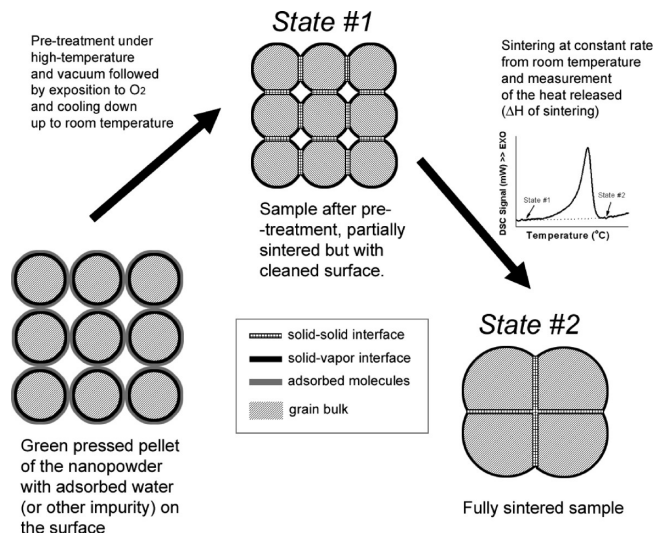 State #1
Pre-treatment under
high-temperature
and vacuum followed
by exposition to O2
and cooling down
up to room temperature
Sintering at constant rate
from room temperature
and measurement
of the heat released
(ΔH of sintering)
DSC Signal (mW) >> EXO
State #1
State #2
Temperature (°C)
Sample after pre-
-treatment, partially
sintered but with
cleaned surface.
State #2
solid-solid interface
solid-vapor interface
adsorbed molecules
grain bulk
Green pressed pellet
of the nanopowder
with adsorbed water
(or other impurity) on
the surface
Fully sintered sample